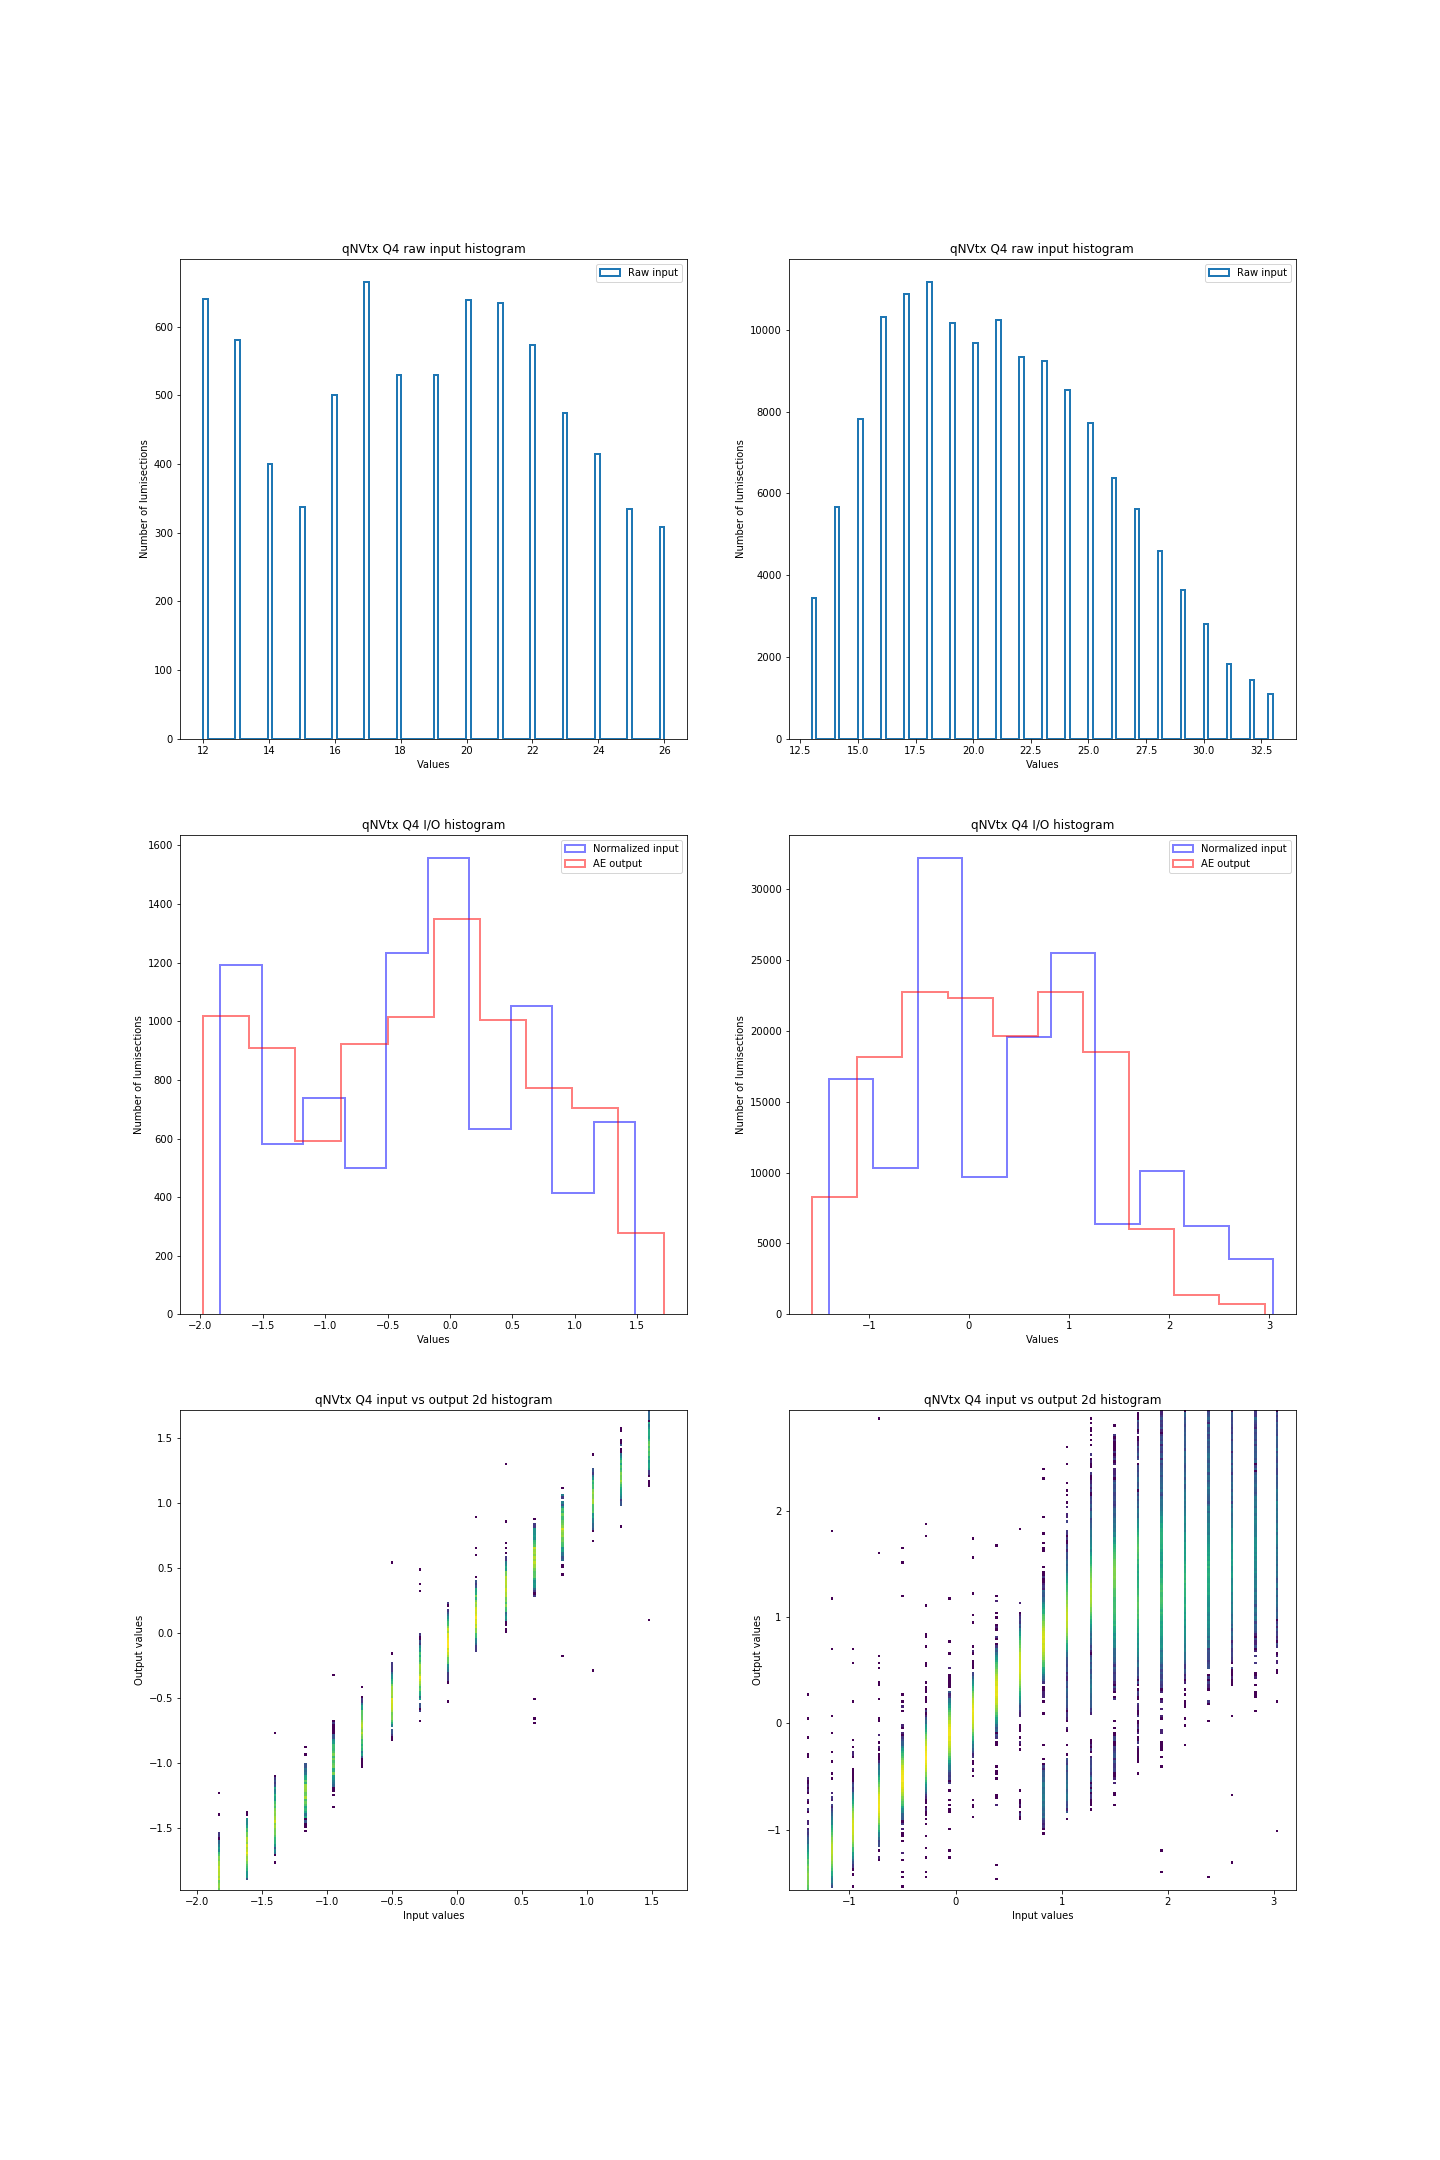 qNVtx Q4 raw input histogram
Raw input
600
500
400
300
200
100
0
Number of lumisections
12 14 16 18 20 22 24 26
Values
qNVtx Q4 raw input histogram
Raw input
10000
8000
6000
4000
2000
0
Number of lumisections
12.5 15.0 17.5 20.0 22.5 25.0 27.5 30.0 32.5
Values
qNVtx Q4 I/O histogram
Normalized input
AE output
1600
1400
1200
1000
800
600
400
200
0
Number of lumisections
−2.0 −1.5 −1.0 −0.5 0.0 0.5 1.0 1.5
Values
qNVtx Q4 I/O histogram
Normalized input
AE output
30000
25000
20000
15000
10000
5000
0
Number of lumisections
−1 0 1 2 3
Values
qNVtx Q4 input vs output 2d histogram
1.5
1.0
0.5
0.0
−0.5
−1.0
−1.5
Output values
−2.0 −1.5 −1.0 −0.5 0.0 0.5 1.0 1.5
Input values
qNVtx Q4 input vs output 2d histogram
2
1
0
−1
Output values
−1 0 1 2 3
Input values